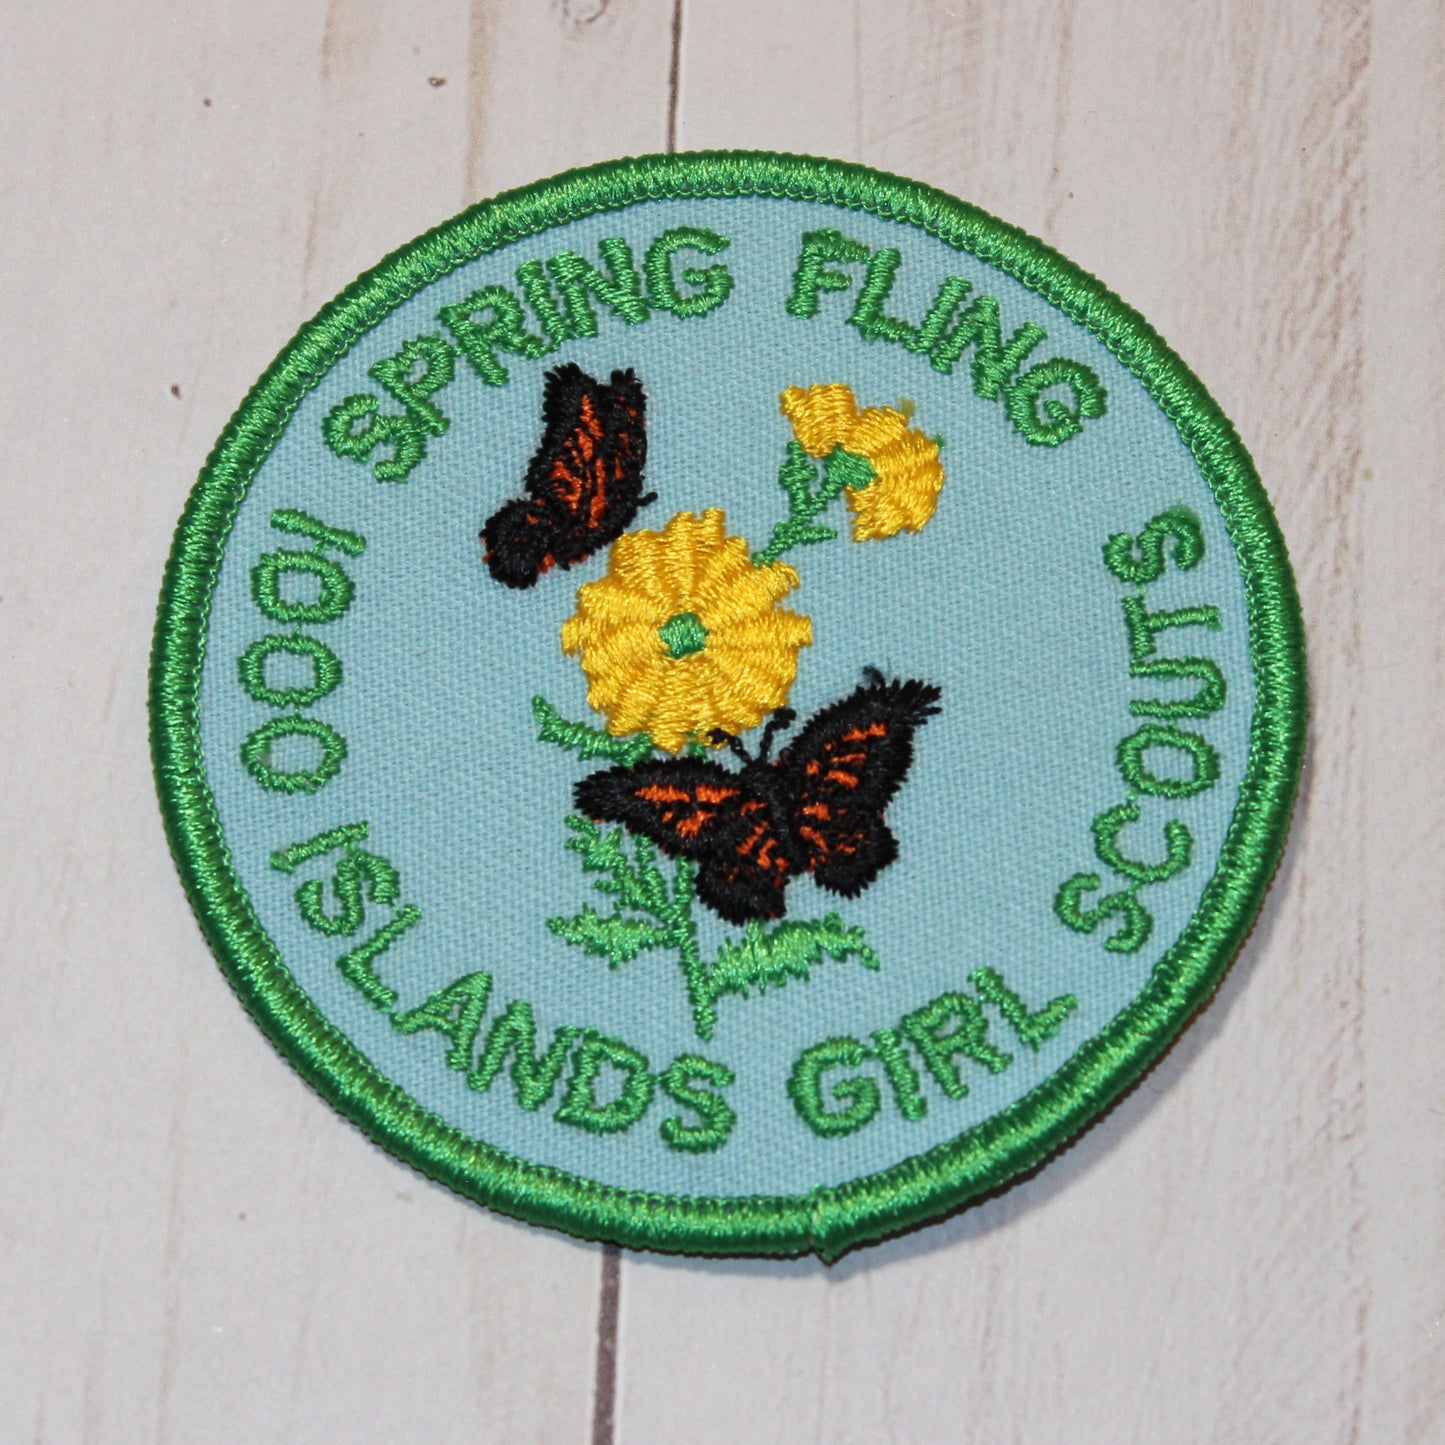 SPRING FLING
1000 ISLANDS GIRL SCOUTS